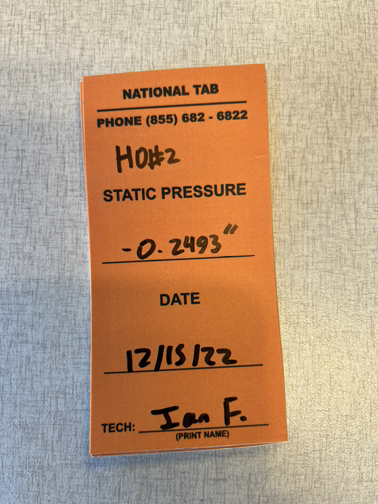 NATIONAL TAB
PHONE (855) 682 - 6822
HO#2
STATIC PRESSURE
-0.2493"
DATE
12/15/22
TECH: Ian F.
(PRINT NAME)